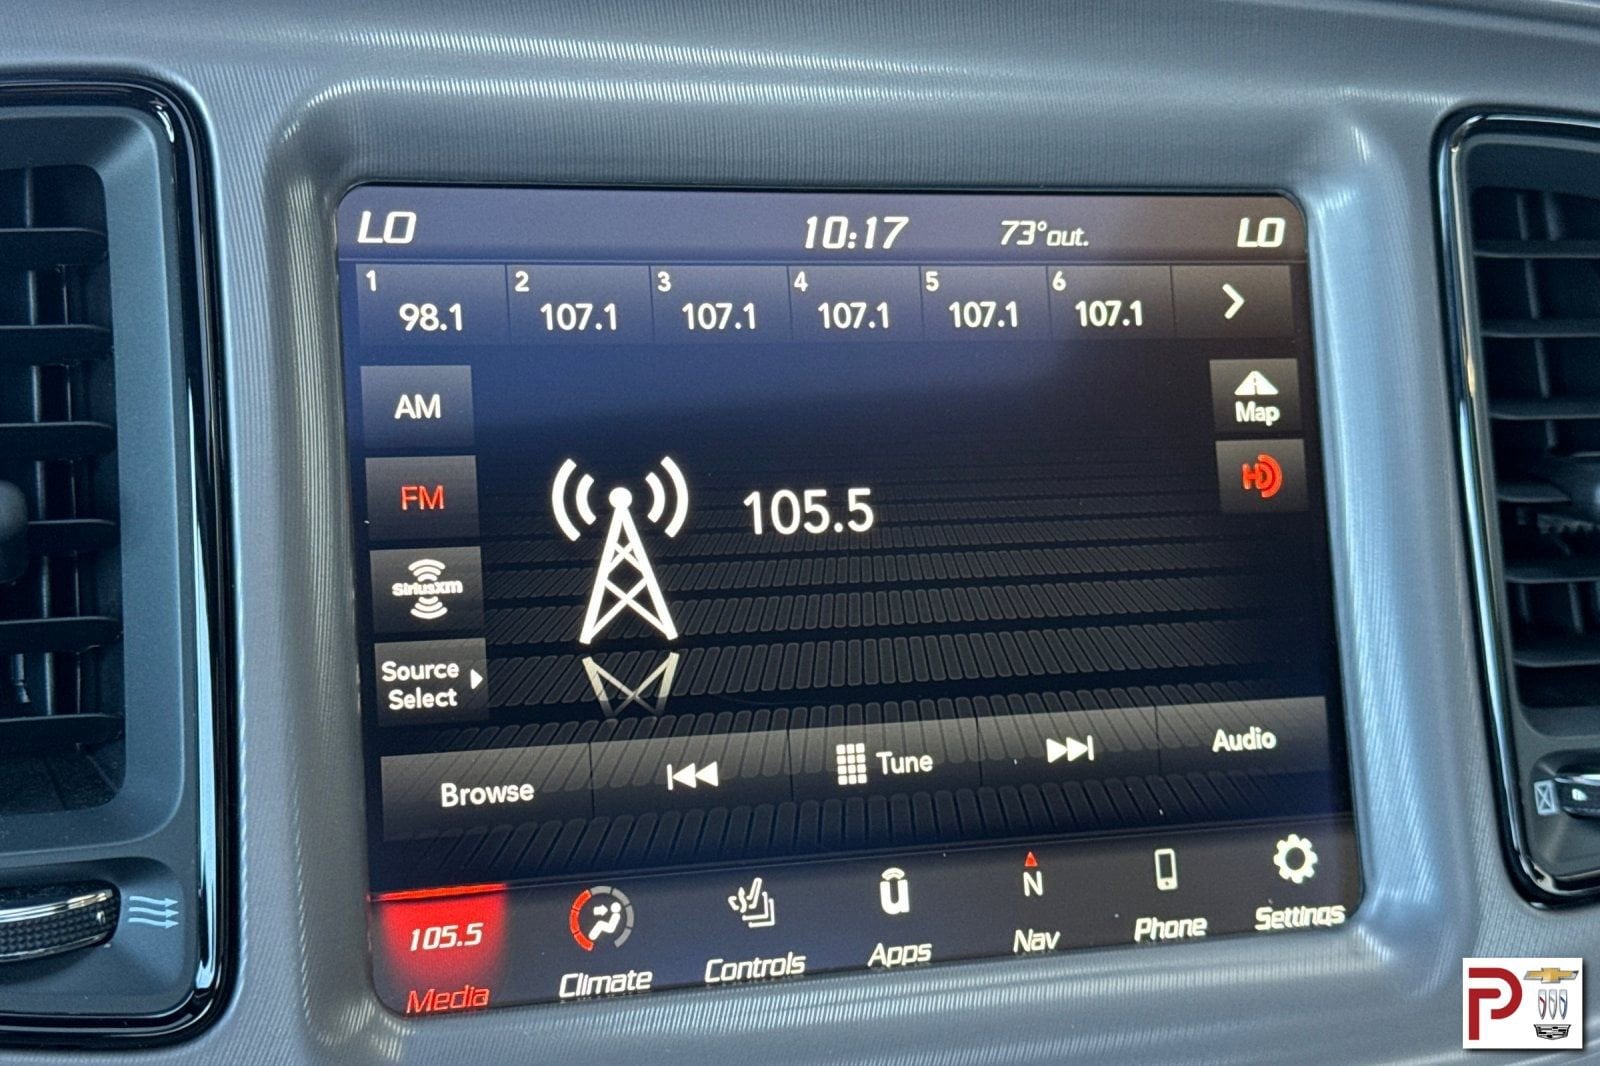 LO 10:17 73°out. LO
1 98.1 2 107.1 3 107.1 4 107.1 5 107.1 6 107.1
AM
Map
FM
HD
105.5
SiriusXm
Source
Select
Browse
Tune
Audio
105.5
N
Media
Climate
Controls
Apps
Nav
Phone
Settings
P